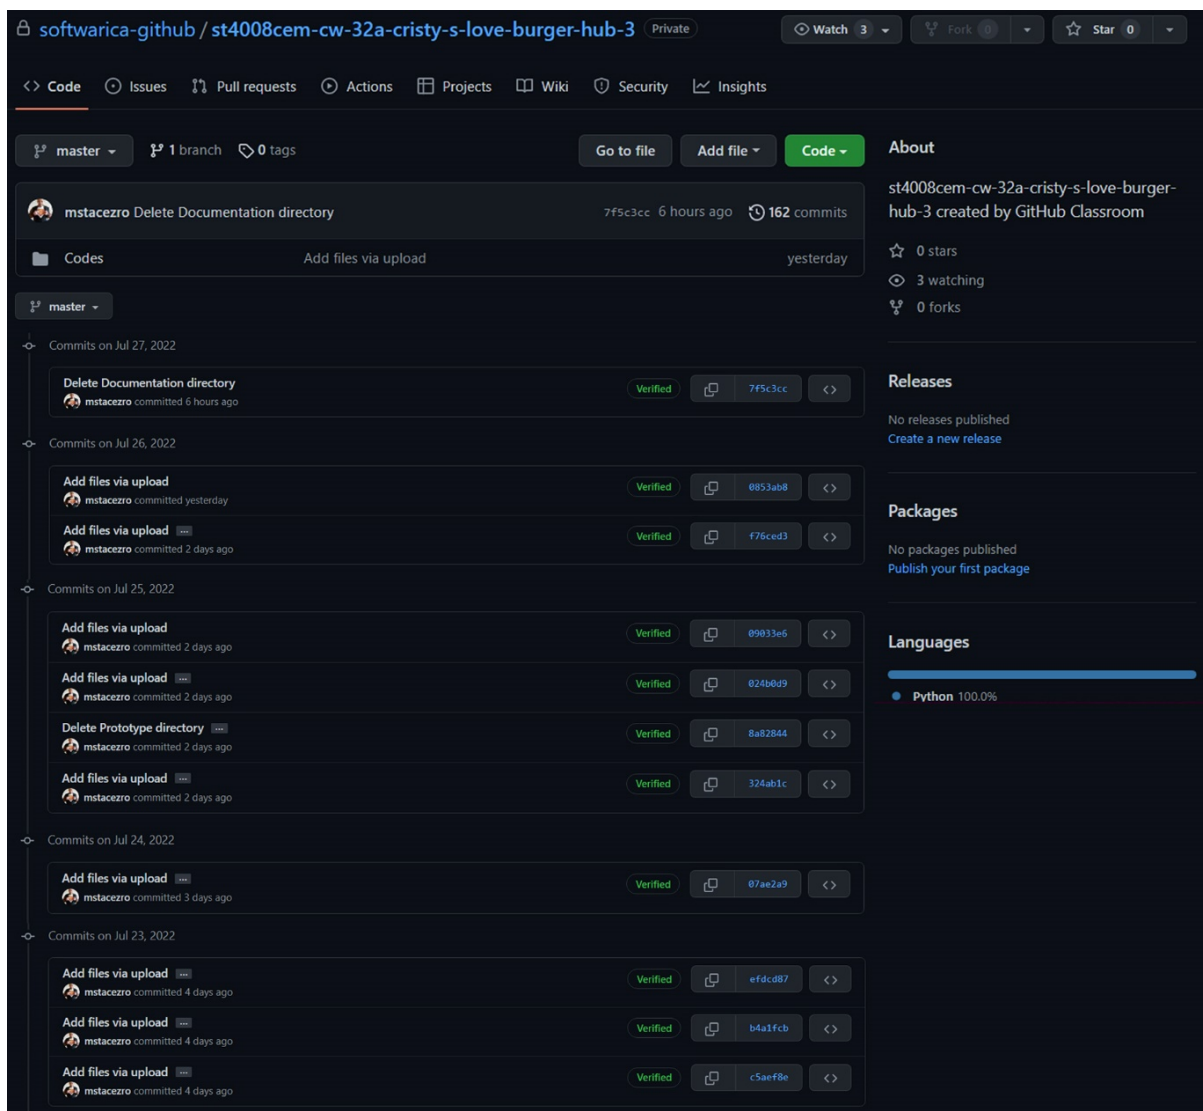 softwarica-github / st4008cem-cw-32a-cristy-s-love-burger-hub-3 Private
Watch 3 Fork 0 Star 0
Code Issues Pull requests Actions Projects Wiki Security Insights
master 1 branch 0 tags Go to file Add file Code
mstacezro Delete Documentation directory 7f5c3cc 6 hours ago 162 commits
Codes Add files via upload yesterday
master
Commits on Jul 27, 2022
Delete Documentation directory
mstacezro committed 6 hours ago
Verified 7f5c3cc
Commits on Jul 26, 2022
Add files via upload
mstacezro committed yesterday
Verified 0853ab8
Add files via upload ...
mstacezro committed 2 days ago
Verified f76ced3
Commits on Jul 25, 2022
Add files via upload
mstacezro committed 2 days ago
Verified 09033e6
Add files via upload ...
mstacezro committed 2 days ago
Verified 024b0d9
Delete Prototype directory ...
mstacezro committed 2 days ago
Verified 8a82844
Add files via upload ...
mstacezro committed 2 days ago
Verified 324ab1c
Commits on Jul 24, 2022
Add files via upload ...
mstacezro committed 3 days ago
Verified 07ae2a9
Commits on Jul 23, 2022
Add files via upload ...
mstacezro committed 4 days ago
Verified efdcd87
Add files via upload ...
mstacezro committed 4 days ago
Verified b4a1fcb
Add files via upload ...
mstacezro committed 4 days ago
Verified c5aef8e
About
st4008cem-cw-32a-cristy-s-love-burger-
hub-3 created by GitHub Classroom
0 stars
3 watching
0 forks
Releases
No releases published
Create a new release
Packages
No packages published
Publish your first package
Languages
Python 100.0%